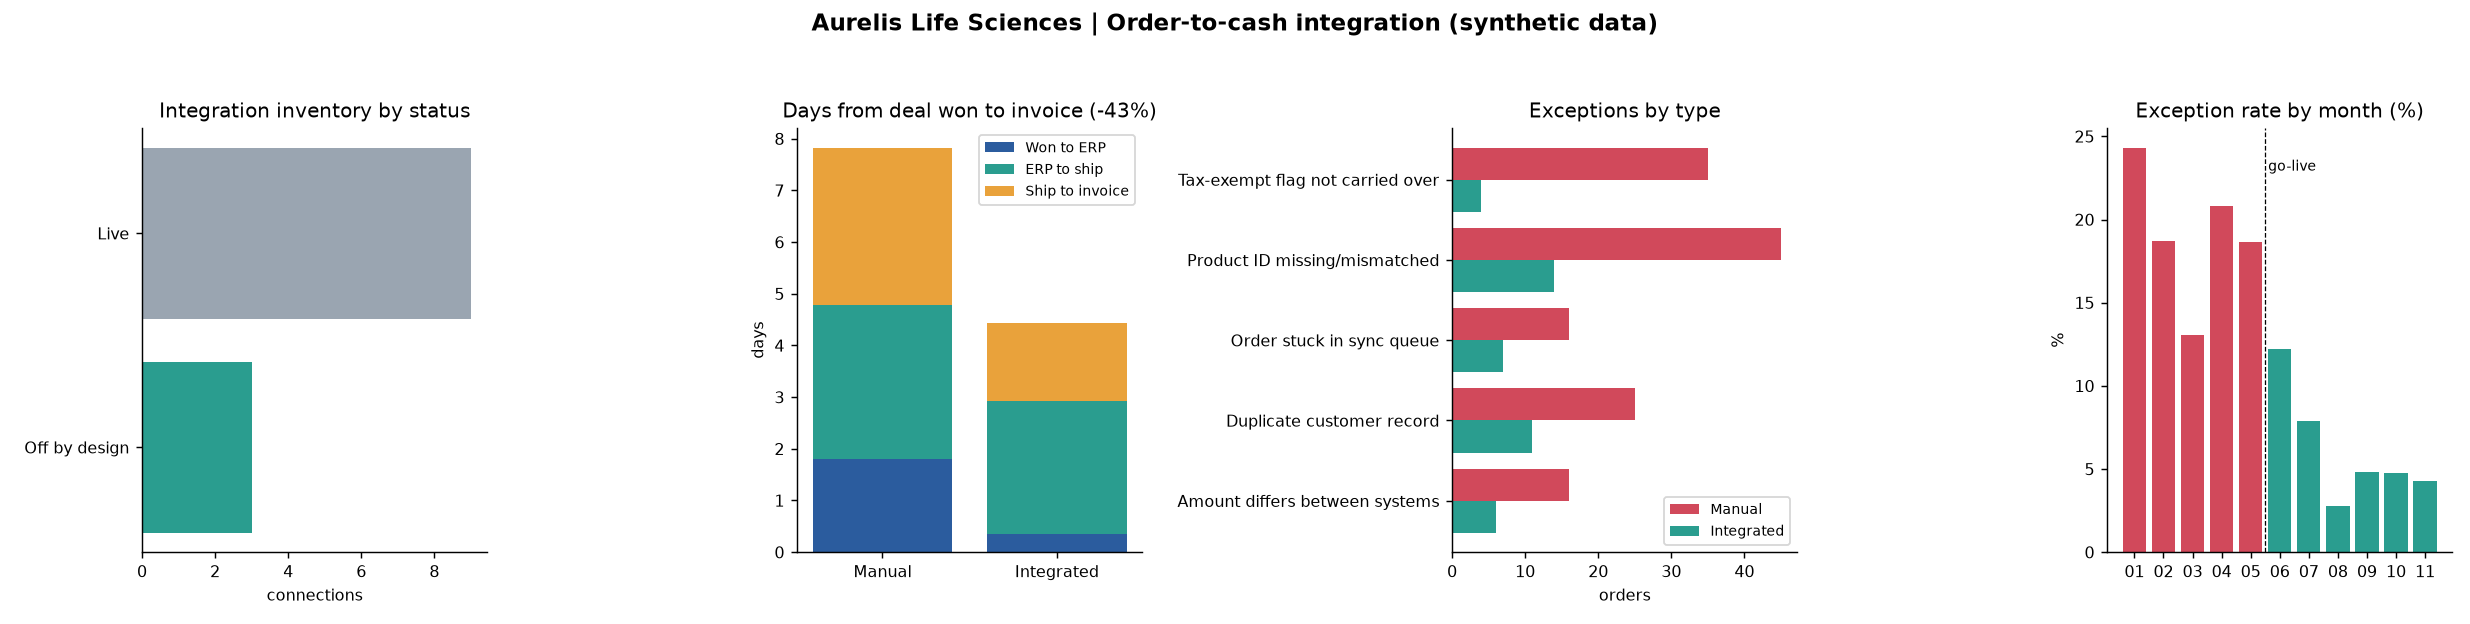 Aurelis Life Sciences | Order-to-cash integration (synthetic data)
Integration inventory by status
Live
Off by design
0 2 4 6 8
connections
Days from deal won to invoice (-43%)
Won to ERP
ERP to ship
Ship to invoice
days
8
7
6
5
4
3
2
1
0
Manual Integrated
Exceptions by type
Tax-exempt flag not carried over
Product ID missing/mismatched
Order stuck in sync queue
Duplicate customer record
Amount differs between systems
Manual
Integrated
0 10 20 30 40
orders
Exception rate by month (%)
go-live
%
25
20
15
10
5
0
01 02 03 04 05 06 07 08 09 10 11